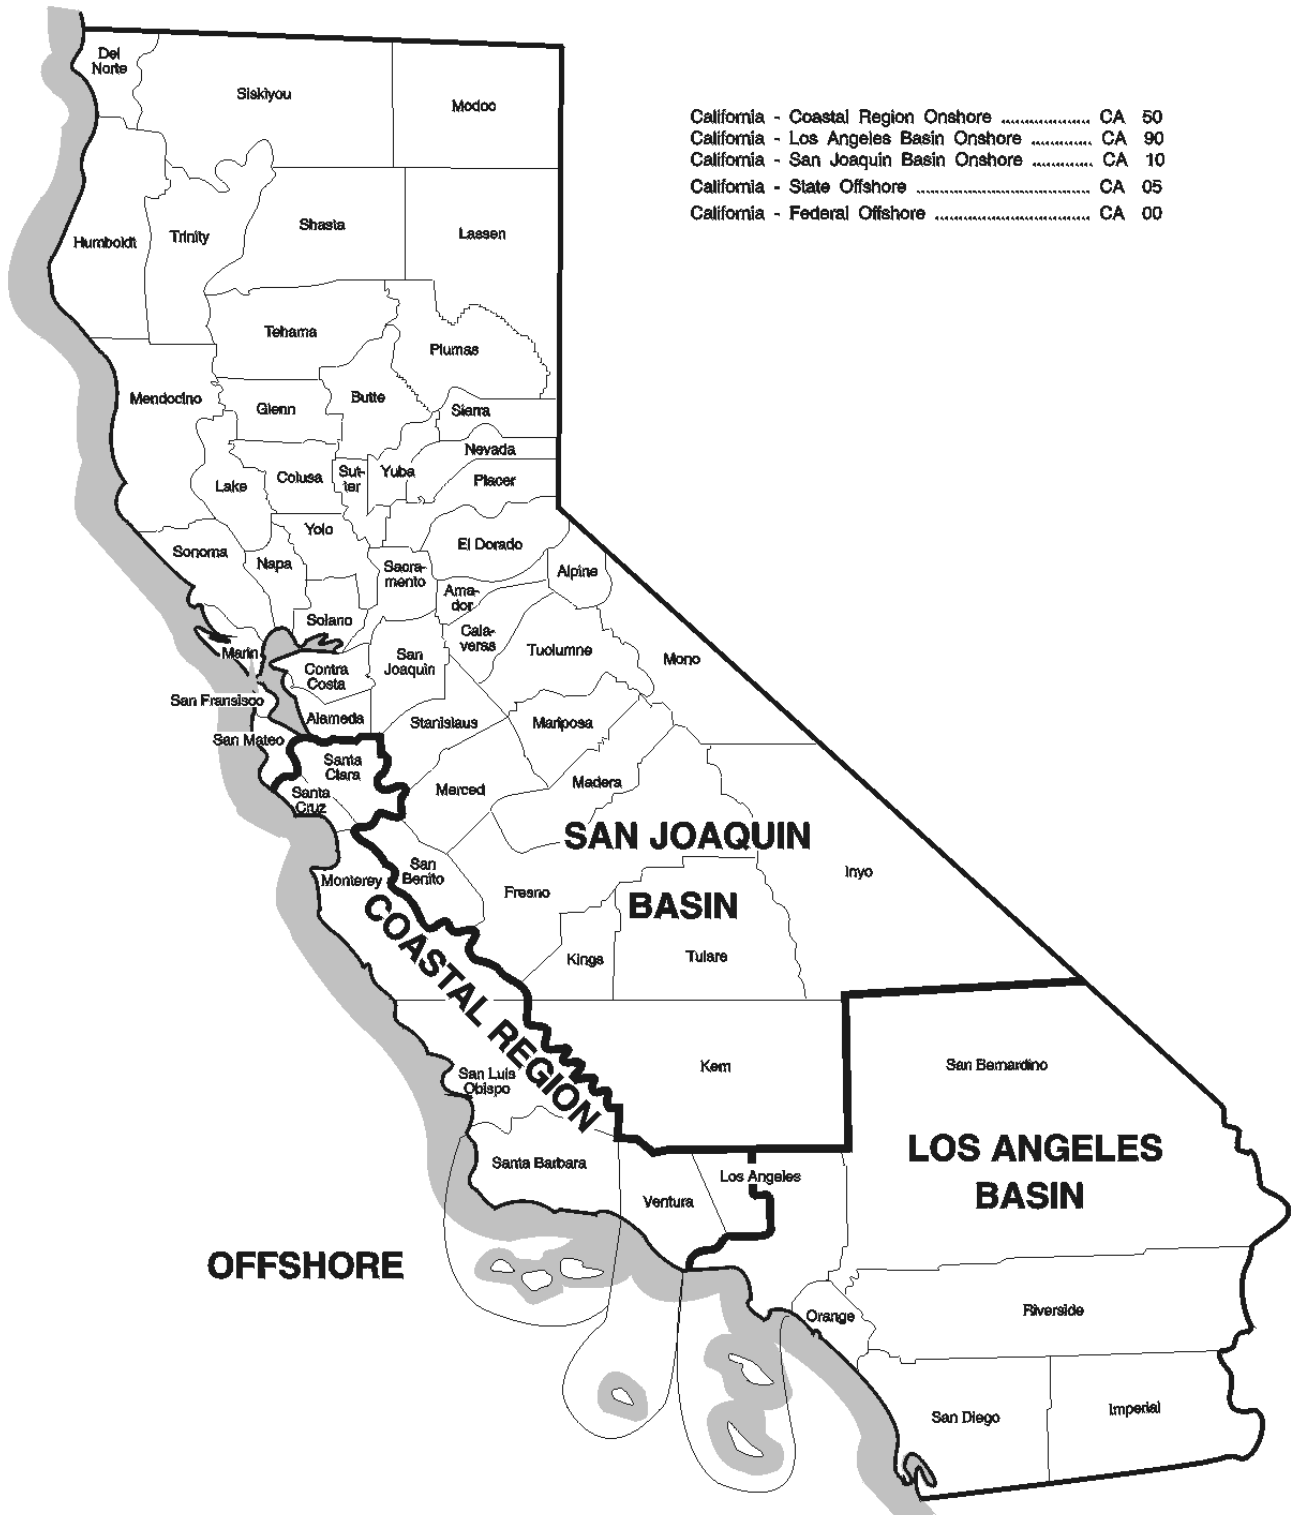 Del
Norte
Siskiyou
Modoc
California - Coastal Region Onshore ................... CA 50
California - Los Angeles Basin Onshore ............. CA 90
California - San Joaquin Basin Onshore ............. CA 10
California - State Offshore ..................................... CA 05
California - Federal Offshore ................................. CA 00
Humboldt
Trinity
Shasta
Lassen
Tehama
Plumas
Mendocino
Glenn
Butte
Sierra
Nevada
Lake
Colusa
Sut-
ter
Yuba
Placer
Yolo
Sonoma
Napa
El Dorado
Sacra-
mento
Alpine
Ama-
dor
Solano
Cala-
veras
Tuolumne
Mono
Marin
Contra
Costa
San
Joaquin
San Fransisco
Alameda
Stanislaus
Mariposa
San Mateo
Santa
Clara
Santa
Cruz
Merced
Madera
SAN JOAQUIN
BASIN
Monterey
San
Benito
Fresno
Inyo
Kings
Tulare
COASTAL REGION
San Luis
Obispo
Kern
San Bernardino
LOS ANGELES
BASIN
Santa Barbara
Ventura
Los Angeles
OFFSHORE
Orange
Riverside
San Diego
Imperial